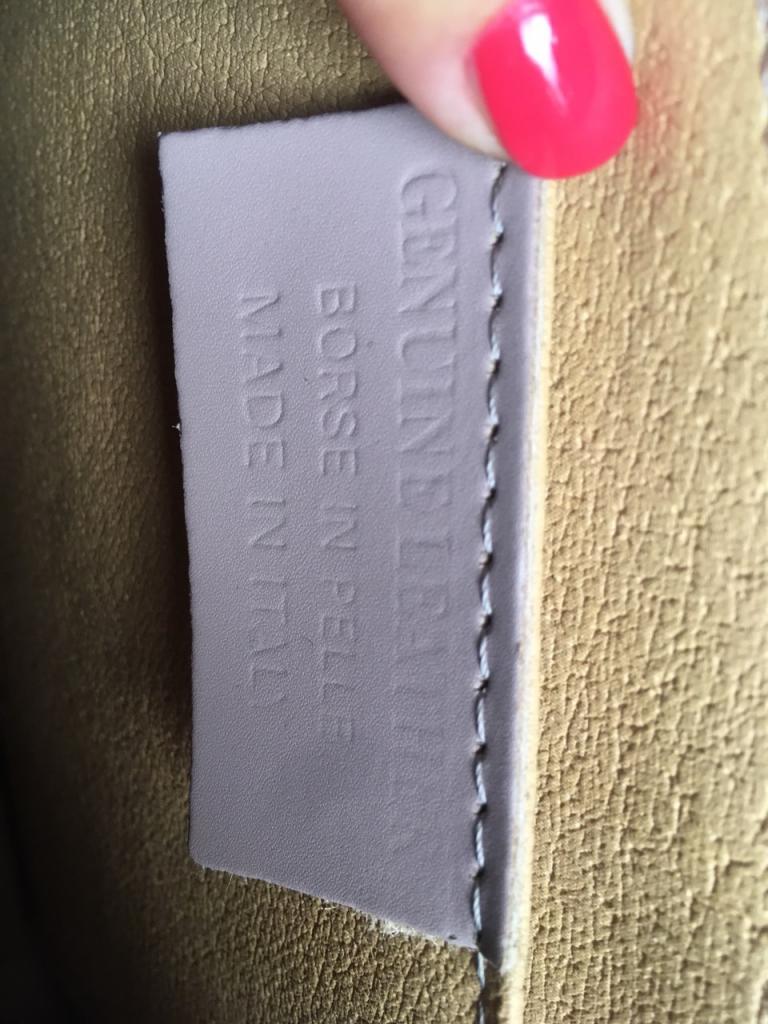 GENUINE LEATHER
BORSE IN PELLE
MADE IN ITALY